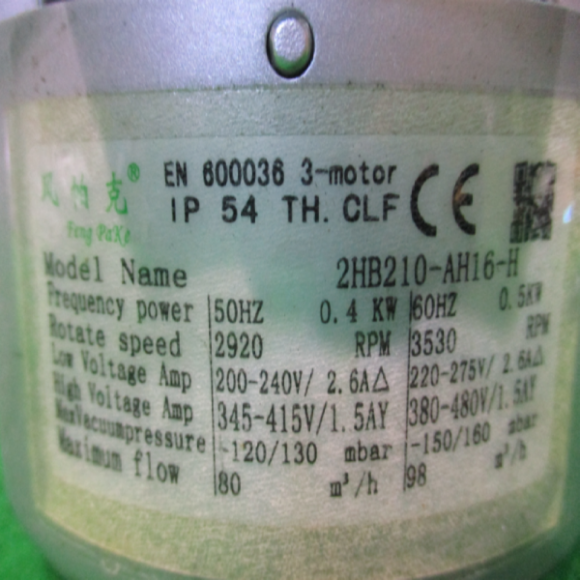 风帕克® EN 600036 3-motor
Feng PaKe IP 54 TH. CLF CE
Model Name 2HB210-AH16-H
Frequency power 50HZ 0.4 KW 60HZ 0.5KW
Rotate speed 2920 RPM 3530 RPM
Low Voltage Amp 200-240V/ 2.6A△ 220-275V/ 2.6A△
High Voltage Amp 345-415V/1.5AY 380-480V/1.5AY
MaxVacuumpressure -120/130 mbar -150/160 mbar
Maximum flow 80 m³/h 98 m³/h